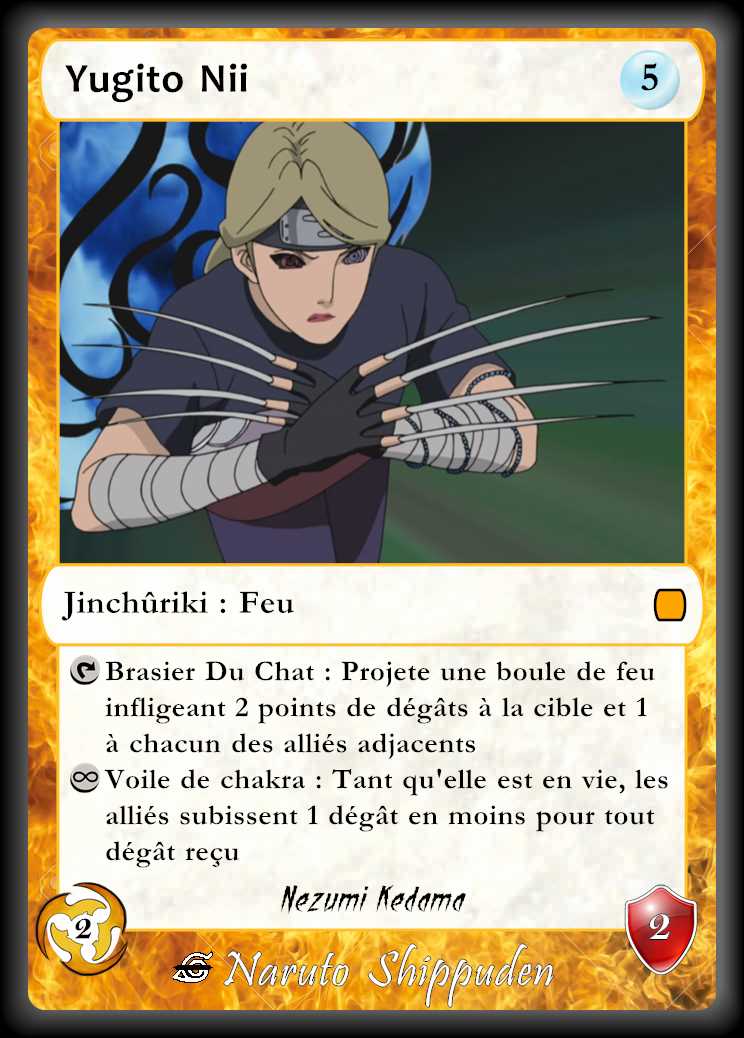 Yugito Nii
5
Jinchûriki : Feu
Brasier Du Chat : Projete une boule de feu
infligeant 2 points de dégâts à la cible et 1
à chacun des alliés adjacents
Voile de chakra : Tant qu'elle est en vie, les
alliés subissent 1 dégât en moins pour tout
dégât reçu
Nezumi Kedama
2
2
Naruto Shippuden